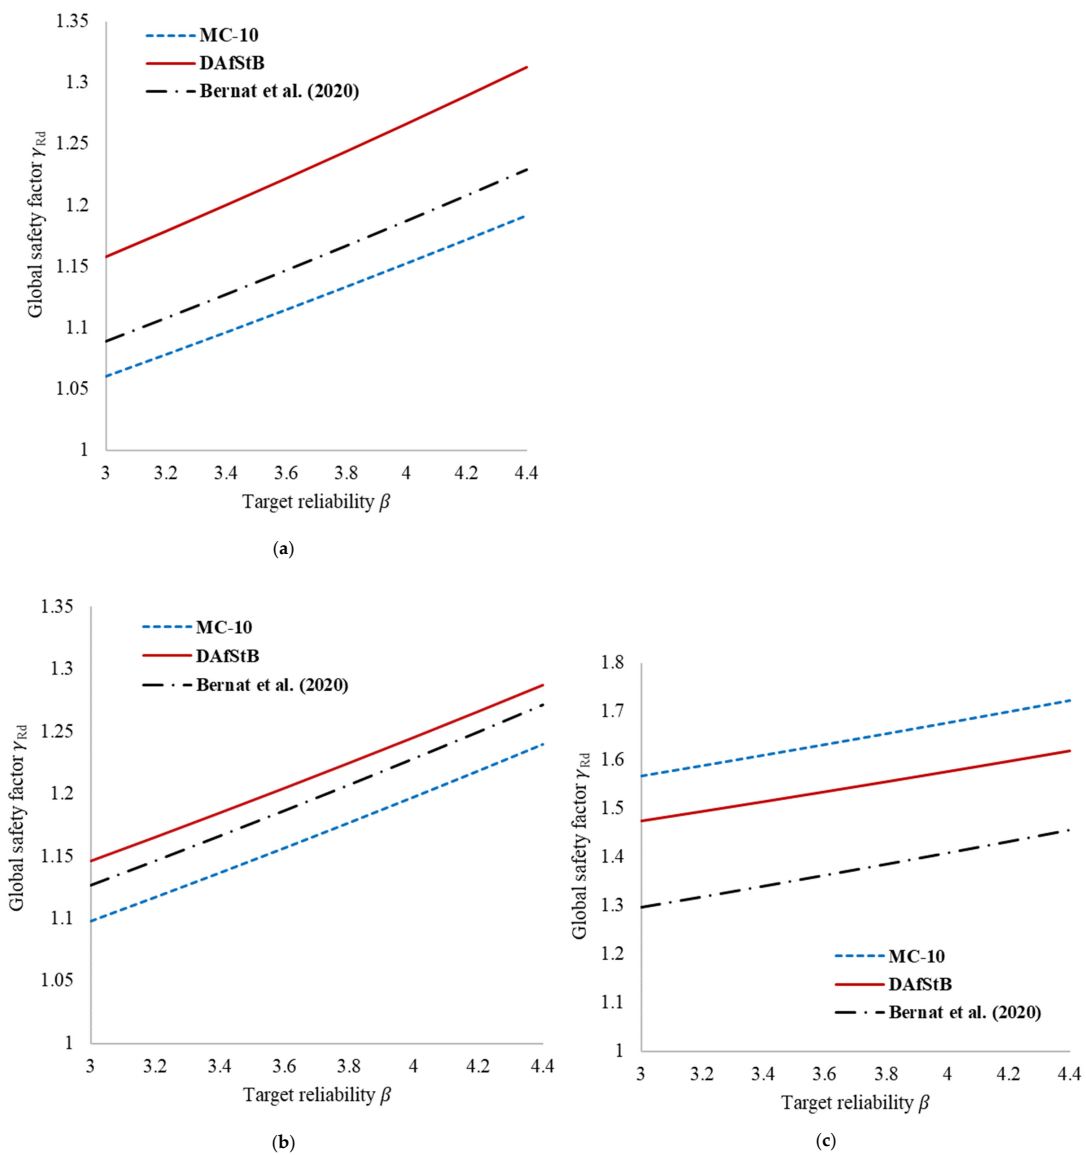 1.35
1.3
1.25
1.2
1.15
1.1
1.05
1
Global safety factor γRd
MC-10
DAfStB
Bernat et al. (2020)
3 3.2 3.4 3.6 3.8 4 4.2 4.4
Target reliability β
(a)
1.35
1.3
1.25
1.2
1.15
1.1
1.05
1
Global safety factor γRd
MC-10
DAfStB
Bernat et al. (2020)
3 3.2 3.4 3.6 3.8 4 4.2 4.4
Target reliability β
(b)
1.8
1.7
1.6
1.5
1.4
1.3
1.2
1.1
1
Global safety factor γRd
MC-10
DAfStB
Bernat et al. (2020)
3 3.2 3.4 3.6 3.8 4 4.2 4.4
Target reliability β
(c)